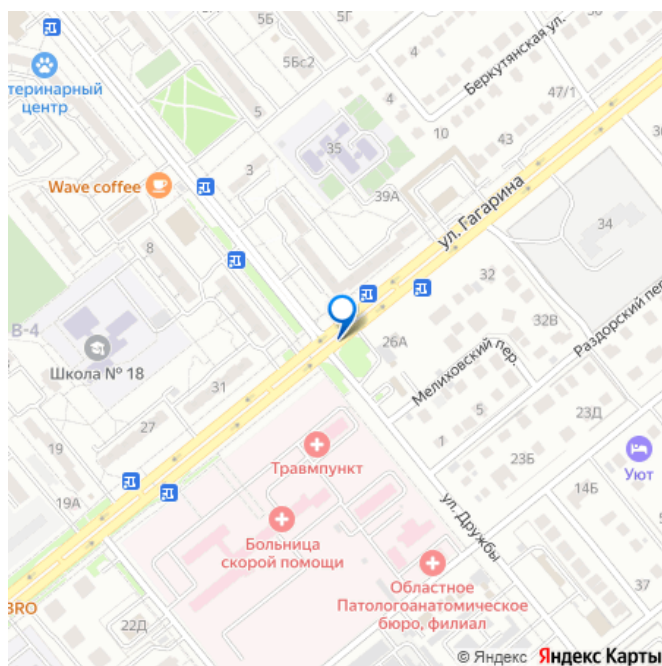 5Б
5Г
5Бс2
4
Беркутянская ул.
теринарный
центр
5
4
47/1
10
43
35
3
Wave coffee
39А
ул. Гагарина
34
8
32
32В
Раздорский пер
В-4
26А
Мелиховский пер.
Школа № 18
31
5
23Д
27
1
19
Травмпункт
23Б
Уют
19А
ул. Дружбы
14Б
Больница
скорой помощи
Областное
Патологоанатомическое
бюро, филиал
37
BRO
22Д
© Яндекс Яндекс Карты